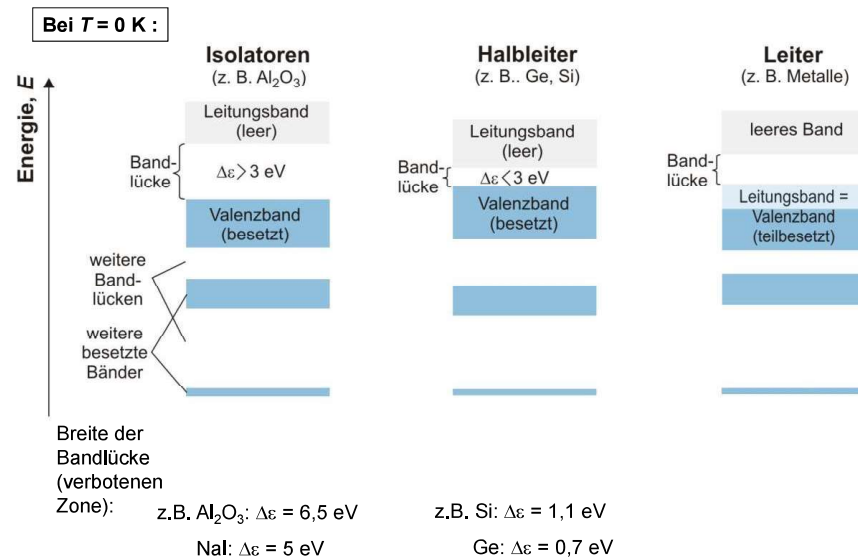 Bei T = 0 K :
Isolatoren
(z. B. Al₂O₃)
Halbleiter
(z. B.. Ge, Si)
Leiter
(z. B. Metalle)
Energie, E
Leitungsband
(leer)
Band-
lücke
Δε > 3 eV
Valenzband
(besetzt)
weitere
Band-
lücken
weitere
besetzte
Bänder
Leitungsband
(leer)
Band-
lücke
Δε < 3 eV
Valenzband
(besetzt)
leeres Band
Band-
lücke
Leitungsband =
Valenzband
(teilbesetzt)
Breite der
Bandlücke
(verbotenen
Zone):
z.B. Al₂O₃: Δε = 6,5 eV
NaI: Δε = 5 eV
z.B. Si: Δε = 1,1 eV
Ge: Δε = 0,7 eV